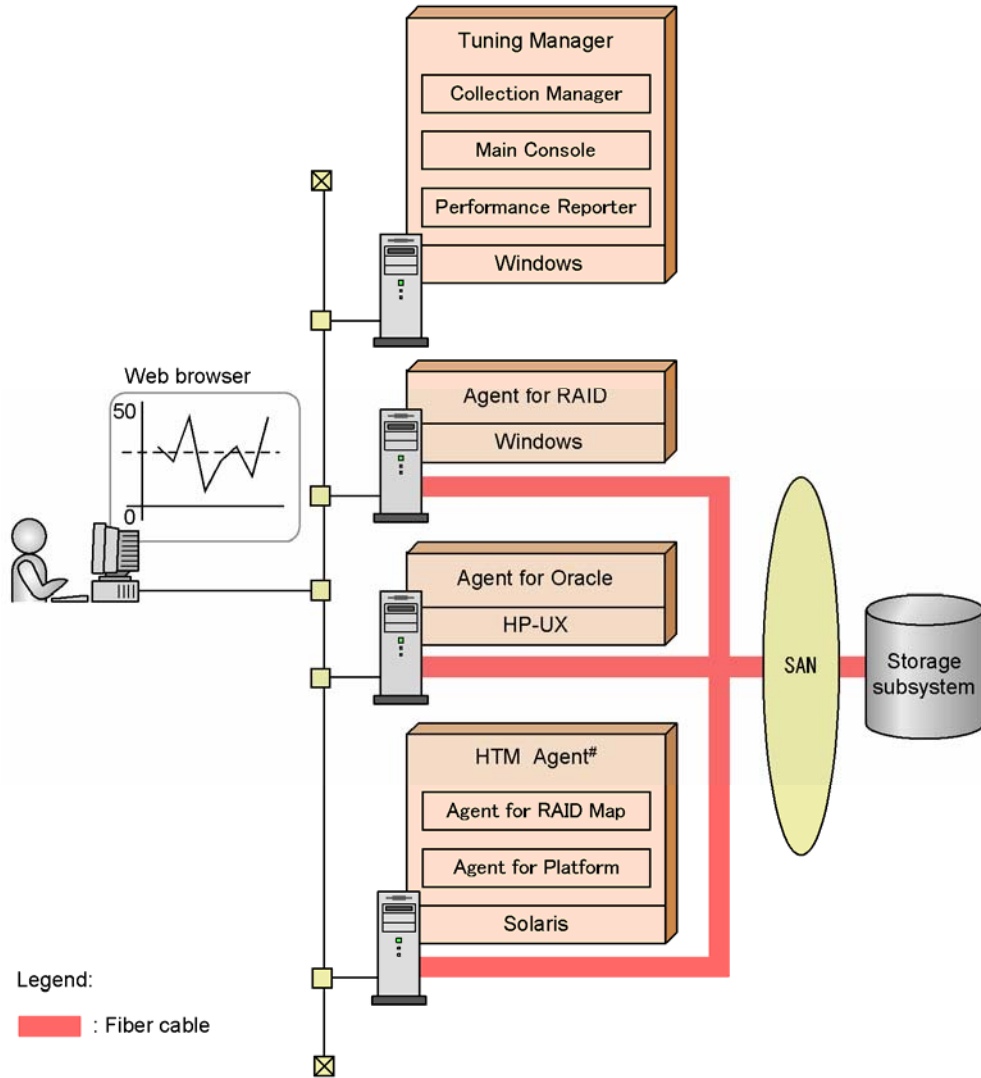 Tuning Manager
Collection Manager
Main Console
Performance Reporter
Windows
Web browser
50
0
Agent for RAID
Windows
Agent for Oracle
HP-UX
SAN
Storage
subsystem
HTM Agent#
Agent for RAID Map
Agent for Platform
Solaris
Legend:
: Fiber cable